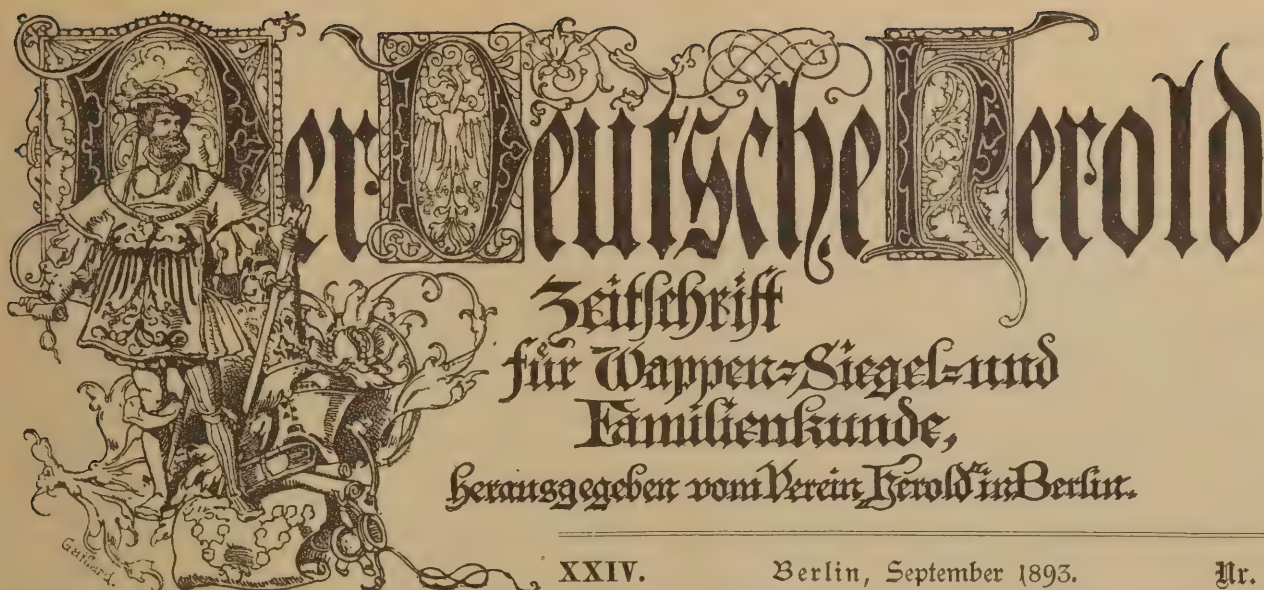 Der Deutsche Herold
Zeitschrift
für Wappen-Siegel-und
Familienkunde,
herausgegeben vom Verein „Herold“ in Berlin.
XXIV. Berlin, September 1893. Nr.